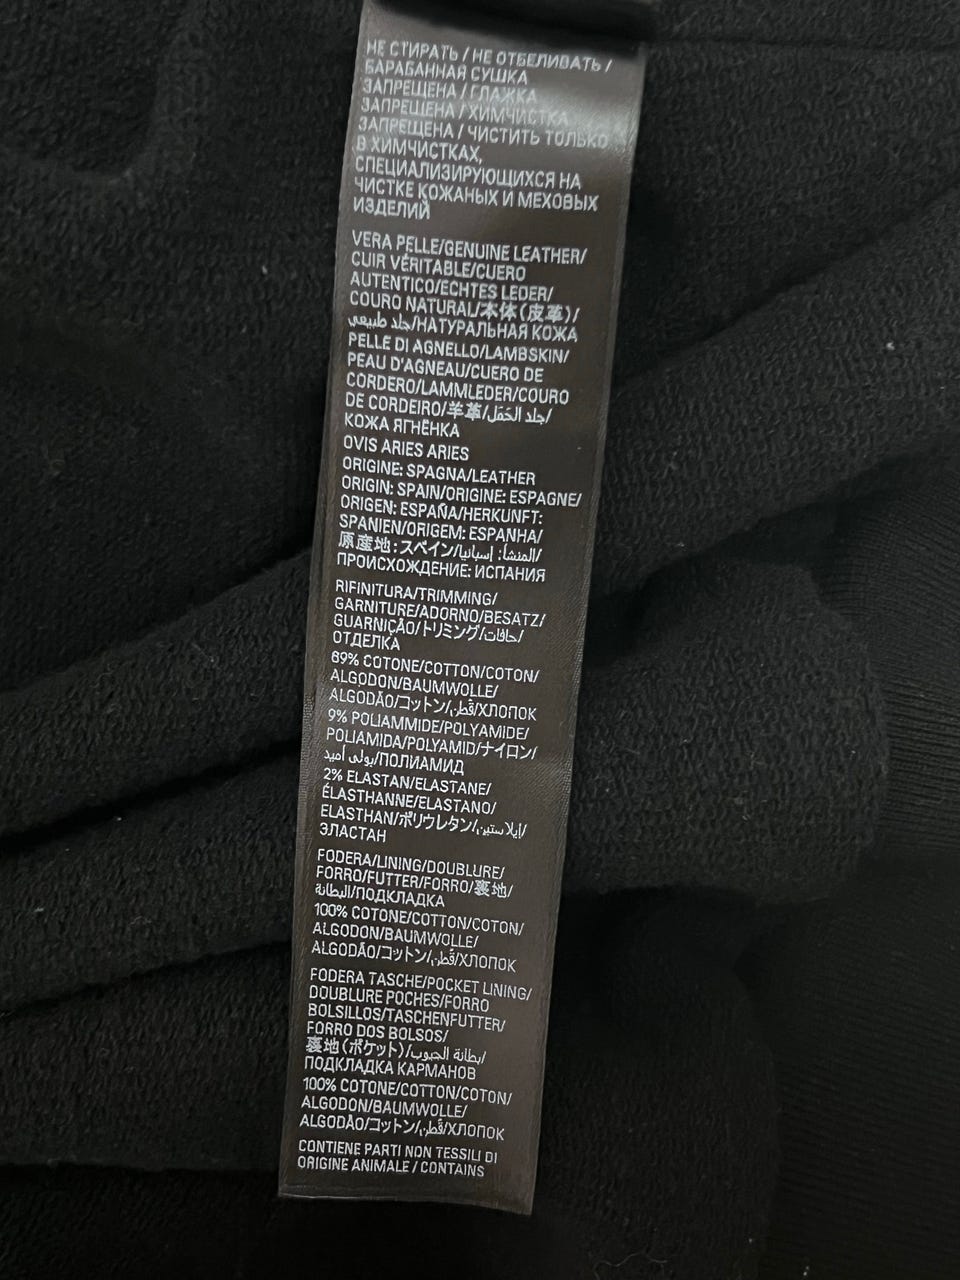 НЕ СТИРАТЬ / НЕ ОТБЕЛИВАТЬ /
БАРАБАННАЯ СУШКА
ЗАПРЕЩЕНА / ГЛАЖКА
ЗАПРЕЩЕНА / ХИМЧИСТКА
ЗАПРЕЩЕНА / ЧИСТИТЬ ТОЛЬКО
В ХИМЧИСТКАХ,
СПЕЦИАЛИЗИРУЮЩИХСЯ НА
ЧИСТКЕ КОЖАНЫХ И МЕХОВЫХ
ИЗДЕЛИЙ
VERA PELLE/GENUINE LEATHER/
CUIR VÉRITABLE/CUERO
AUTENTICO/ECHTES LEDER/
COURO NATURAL/本体(皮革)/
جلد طبيعي/НАТУРАЛЬНАЯ КОЖА
PELLE DI AGNELLO/LAMBSKIN/
PEAU D'AGNEAU/CUERO DE
CORDERO/LAMMLEDER/COURO
DE CORDEIRO/羊革/جلد الحَمَل/
КОЖА ЯГНЁНКА
OVIS ARIES ARIES
ORIGINE: SPAGNA/LEATHER
ORIGIN: SPAIN/ORIGINE: ESPAGNE/
ORIGEN: ESPAÑA/HERKUNFT:
SPANIEN/ORIGEM: ESPANHA/
原産地:スペイン/المنشأ: إسبانيا/
ПРОИСХОЖДЕНИЕ: ИСПАНИЯ
RIFINITURA/TRIMMING/
GARNITURE/ADORNO/BESATZ/
GUARNIÇÃO/トリミング/حافات/
ОТДЕЛКА
89% COTONE/COTTON/COTON/
ALGODON/BAUMWOLLE/
ALGODÃO/コットン/قُطن/ХЛОПОК
9% POLIAMMIDE/POLYAMIDE/
POLIAMIDA/POLYAMID/ナイロン/
بولي أميد/ПОЛИАМИД
2% ELASTAN/ELASTANE/
ÉLASTHANNE/ELASTANO/
ELASTHAN/ポリウレタン/إيلاستين/
ЭЛАСТАН
FODERA/LINING/DOUBLURE/
FORRO/FUTTER/FORRO/裏地/
البطانة/ПОДКЛАДКА
100% COTONE/COTTON/COTON/
ALGODON/BAUMWOLLE/
ALGODÃO/コットン/قُطن/ХЛОПОК
FODERA TASCHE/POCKET LINING/
DOUBLURE POCHES/FORRO
BOLSILLOS/TASCHENFUTTER/
FORRO DOS BOLSOS/
裏地(ポケット)/بطانة الجيوب/
ПОДКЛАДКА КАРМАНОВ
100% COTONE/COTTON/COTON/
ALGODON/BAUMWOLLE/
ALGODÃO/コットン/قُطن/ХЛОПОК
CONTIENE PARTI NON TESSILI DI
ORIGINE ANIMALE / CONTAINS